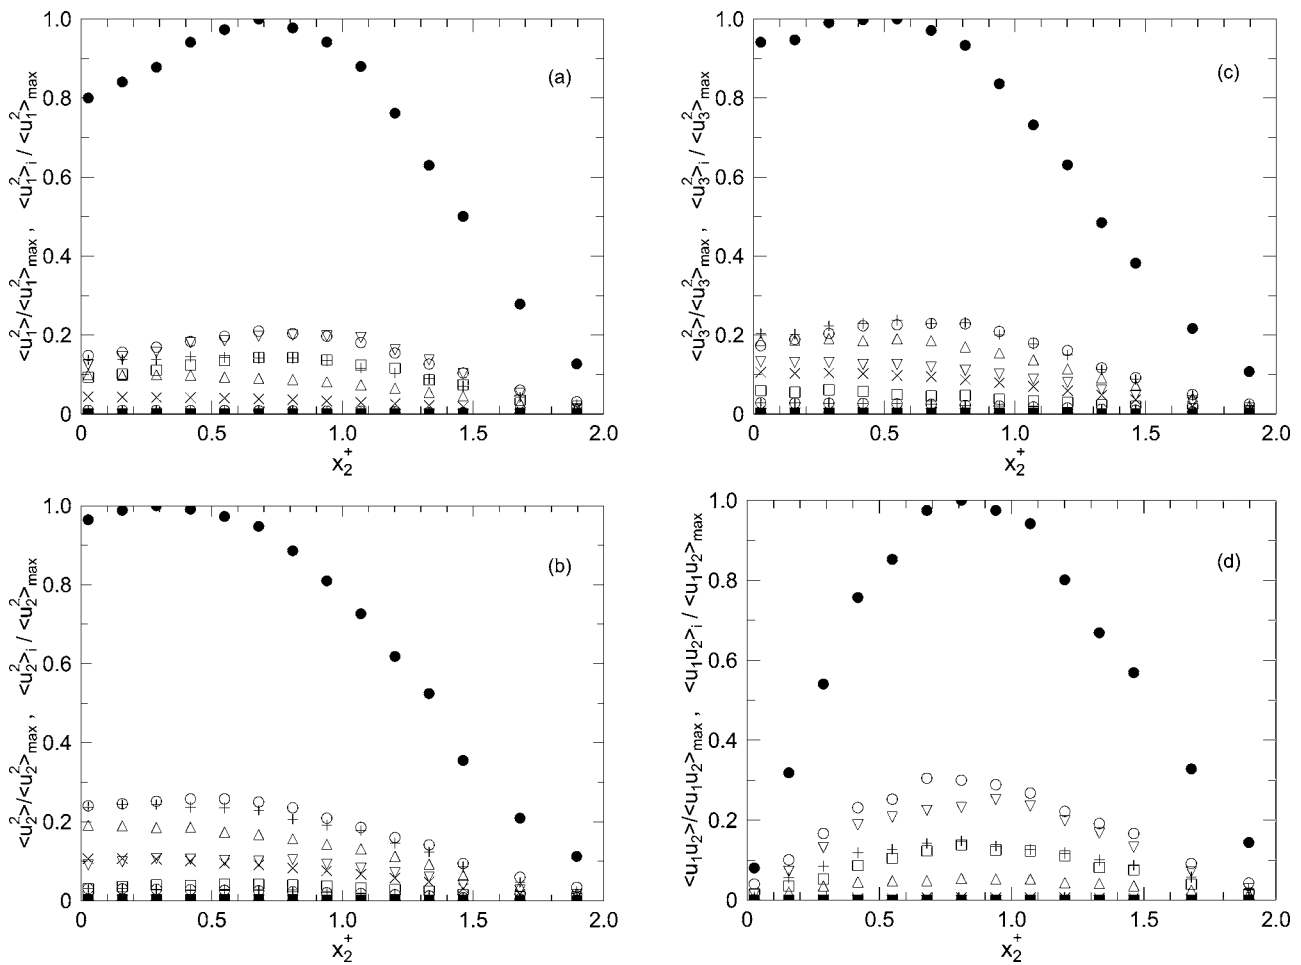 1.0
0.8
0.6
0.4
0.2
0
<u₁²>/<u₁²>max , <u₁²>i / <u₁²>max
(a)
0 0.5 1.0 1.5 2.0
x₂⁺
1.0
0.8
0.6
0.4
0.2
0
<u₃²>/<u₃²>max , <u₃²>i / <u₃²>max
(c)
0 0.5 1.0 1.5 2.0
x₂⁺
1.0
0.8
0.6
0.4
0.2
0
<u₂²>/<u₂²>max , <u₂²>i / <u₂²>max
(b)
0 0.5 1.0 1.5 2.0
x₂⁺
1.0
0.8
0.6
0.4
0.2
0
<u₁u₂>/<u₁u₂>max , <u₁u₂>i / <u₁u₂>max
(d)
0 0.5 1.0 1.5 2.0
x₂⁺